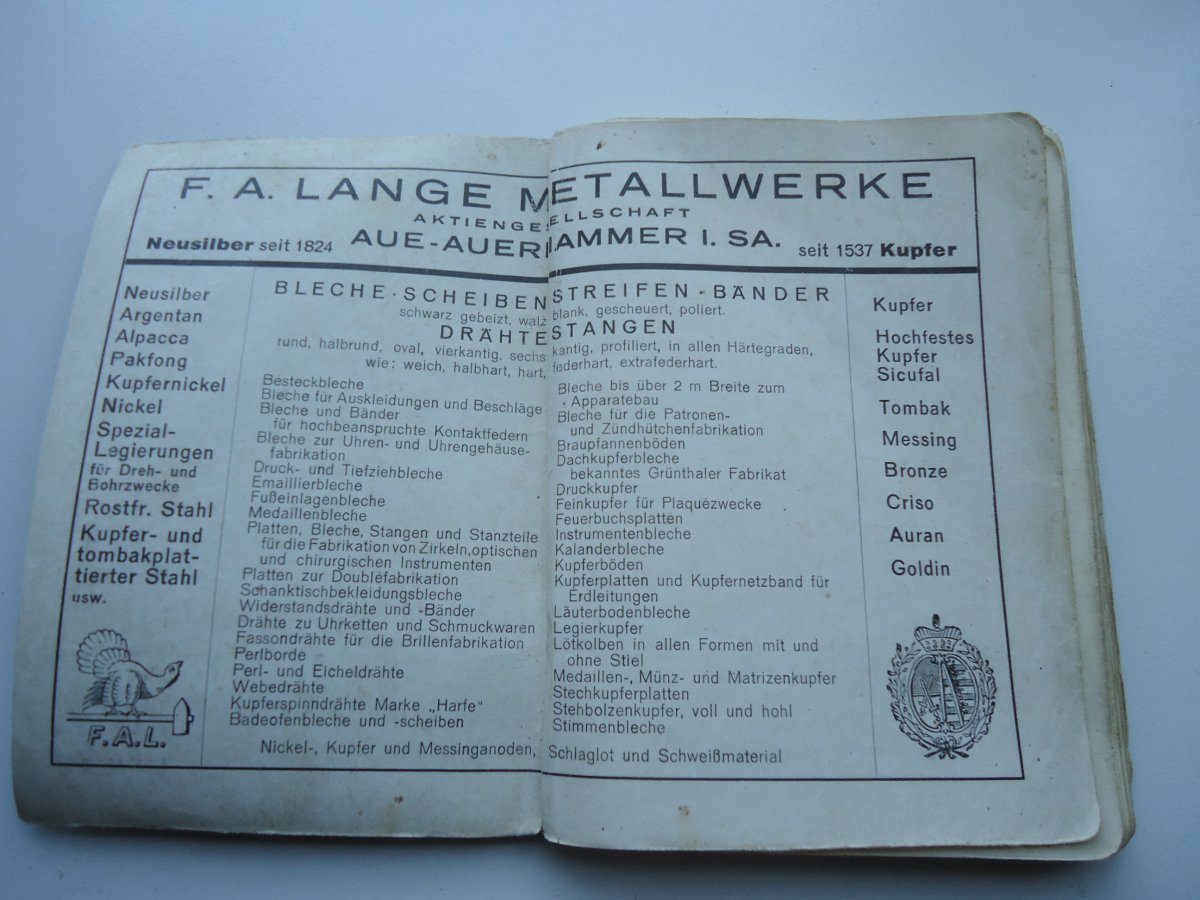 F. A. LANGE METALLWERKE
AKTIENGESELLSCHAFT
Neusilber seit 1824 AUE-AUERHAMMER I. SA. seit 1537 Kupfer
Neusilber
Argentan
Alpacca
Pakfong
Kupfernickel
Nickel
Spezial-
Legierungen
für Dreh- und
Bohrzwecke
Rostfr. Stahl
Kupfer- und
tombakplat-
tierter Stahl
usw.
F.A.L.
BLECHE · SCHEIBEN STREIFEN · BÄNDER
schwarz gebeizt, walzblank, gescheuert, poliert.
DRÄHTE STANGEN
rund, halbrund, oval, vierkantig, sechskantig, profiliert, in allen Härtegraden,
wie: weich, halbhart, hart, federhart, extrafederhart.
Besteckbleche
Bleche für Auskleidungen und Beschläge
Bleche und Bänder
für hochbeanspruchte Kontaktfedern
Bleche zur Uhren- und Uhrengehäuse-
fabrikation
Druck- und Tiefziehbleche
Emaillierbleche
Fußeinlagenbleche
Medaillenbleche
Platten, Bleche, Stangen und Stanzteile
für die Fabrikation von Zirkeln, optischen
und chirurgischen Instrumenten
Platten zur Doubléfabrikation
Schanktischbekleidungsbleche
Widerstandsdrähte und -Bänder
Drähte zu Uhrketten und Schmuckwaren
Fassondrähte für die Brillenfabrikation
Perlborde
Perl- und Eicheldrähte
Webedrähte
Kupferspinndrähte Marke „Harfe"
Badeofenbleche und -scheiben
Bleche bis über 2 m Breite zum
Apparatebau
Bleche für die Patronen-
und Zündhütchenfabrikation
Braupfannenböden
Dachkupferbleche
bekanntes Grünthaler Fabrikat
Druckkupfer
Feinkupfer für Plaquézwecke
Feuerbuchsplatten
Instrumentenbleche
Kalanderbleche
Kupferböden
Kupferplatten und Kupfernetzband für
Erdleitungen
Läuterbodenbleche
Legierkupfer
Lötkolben in allen Formen mit und
ohne Stiel
Medaillen-, Münz- und Matrizenkupfer
Stechkupferplatten
Stehbolzenkupfer, voll und hohl
Stimmenbleche
Nickel-, Kupfer und Messinganoden, Schlaglot und Schweißmaterial
Kupfer
Hochfestes
Kupfer
Sicufal
Tombak
Messing
Bronze
Criso
Auran
Goldin